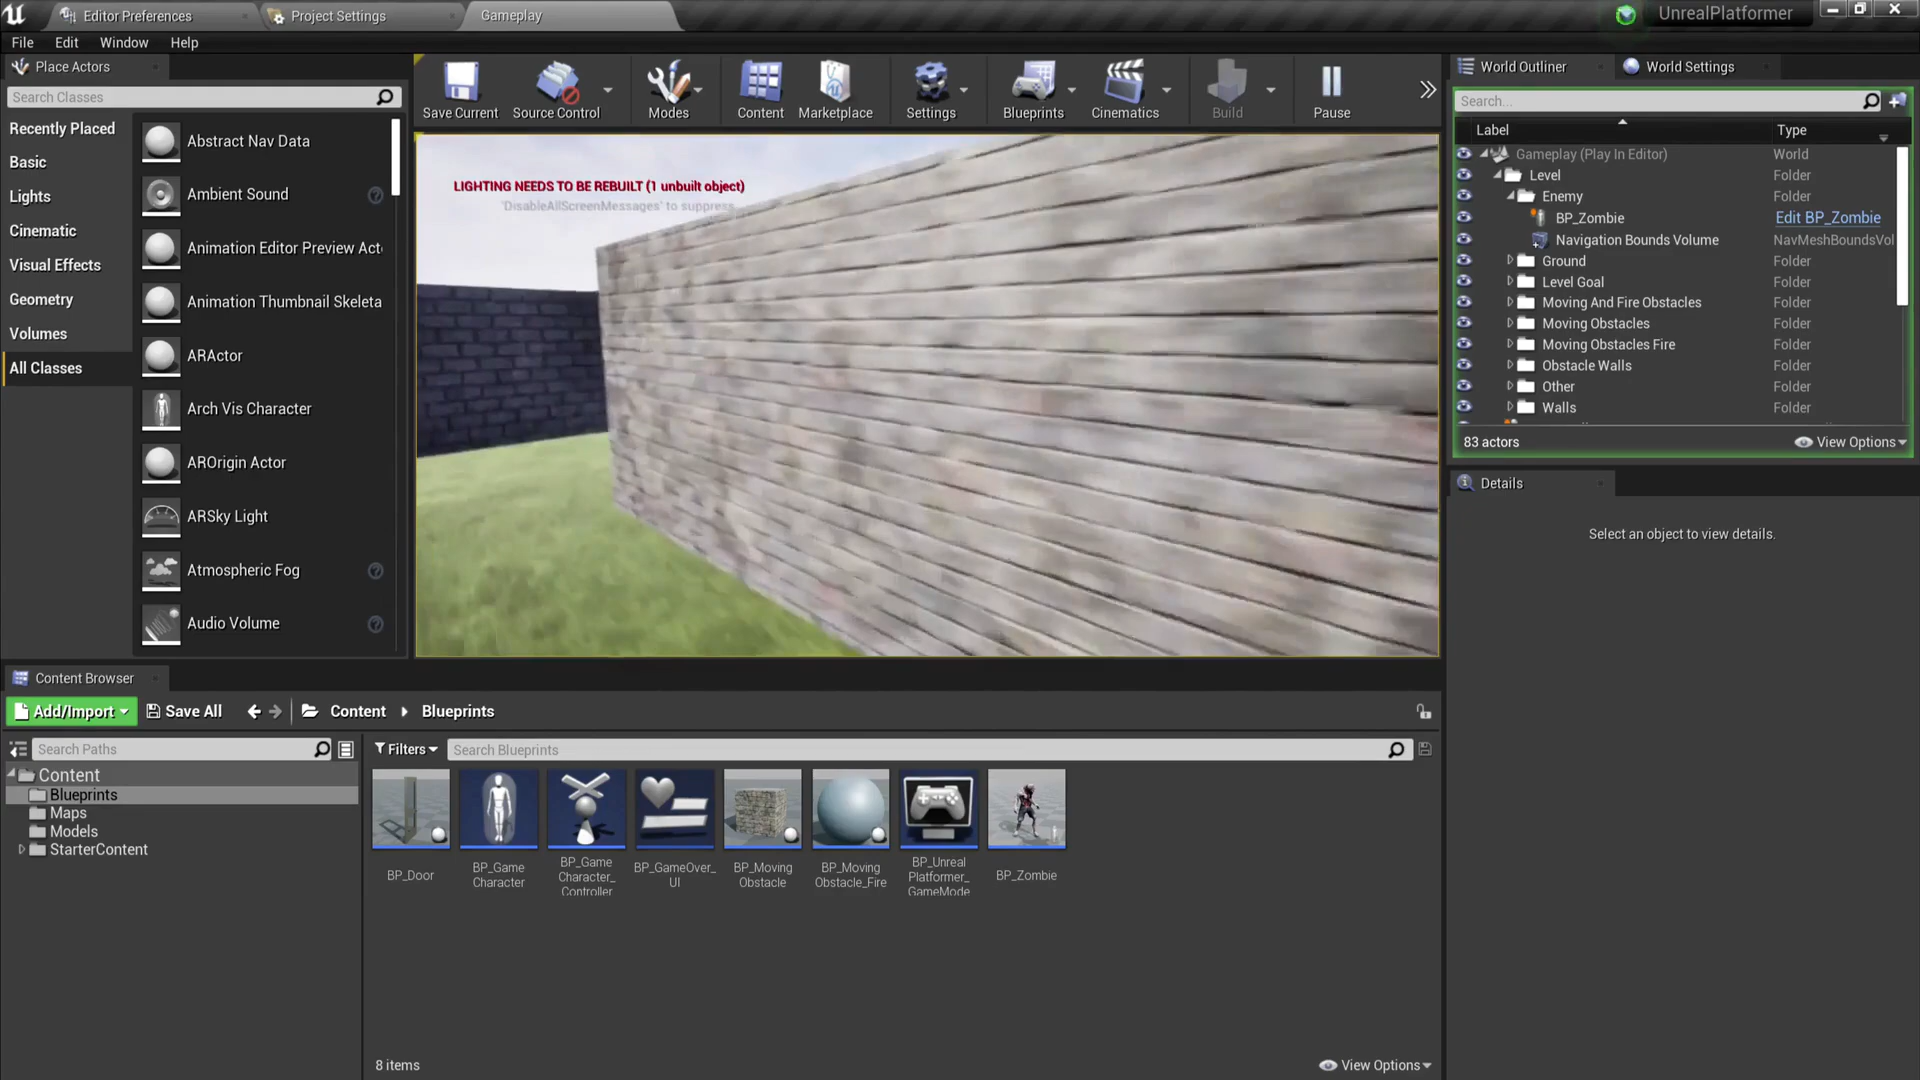 Editor Preferences
Project Settings
Gameplay
UnrealPlatformer
File
Edit
Window
Help
Place Actors
Search Classes
Recently Placed
Basic
Lights
Cinematic
Visual Effects
Geometry
Volumes
All Classes
Abstract Nav Data
Ambient Sound
Animation Editor Preview Act
Animation Thumbnail Skeleta
ARActor
Arch Vis Character
AROrigin Actor
ARSky Light
Atmospheric Fog
Audio Volume
Save Current
Source Control
Modes
Content
Marketplace
Settings
Blueprints
Cinematics
Build
Pause
LIGHTING NEEDS TO BE REBUILT (1 unbuilt object)
'DisableAllScreenMessages' to suppress
World Outliner
World Settings
Search...
Label
Type
Gameplay (Play In Editor)
World
Level
Folder
Enemy
Folder
BP_Zombie
Edit BP_Zombie
Navigation Bounds Volume
NavMeshBoundsVol
Ground
Folder
Level Goal
Folder
Moving And Fire Obstacles
Folder
Moving Obstacles
Folder
Moving Obstacles Fire
Folder
Obstacle Walls
Folder
Other
Folder
Walls
Folder
83 actors
View Options
Details
Select an object to view details.
Content Browser
Add/Import
Save All
Content
Blueprints
Search Paths
Filters
Search Blueprints
Content
Blueprints
Maps
Models
StarterContent
BP_Door
BP_Game
Character
BP_Game
Character_
Controller
BP_GameOver_
UI
BP_Moving
Obstacle
BP_Moving
Obstacle_Fire
BP_Unreal
Platformer_
GameMode
BP_Zombie
8 items
View Options